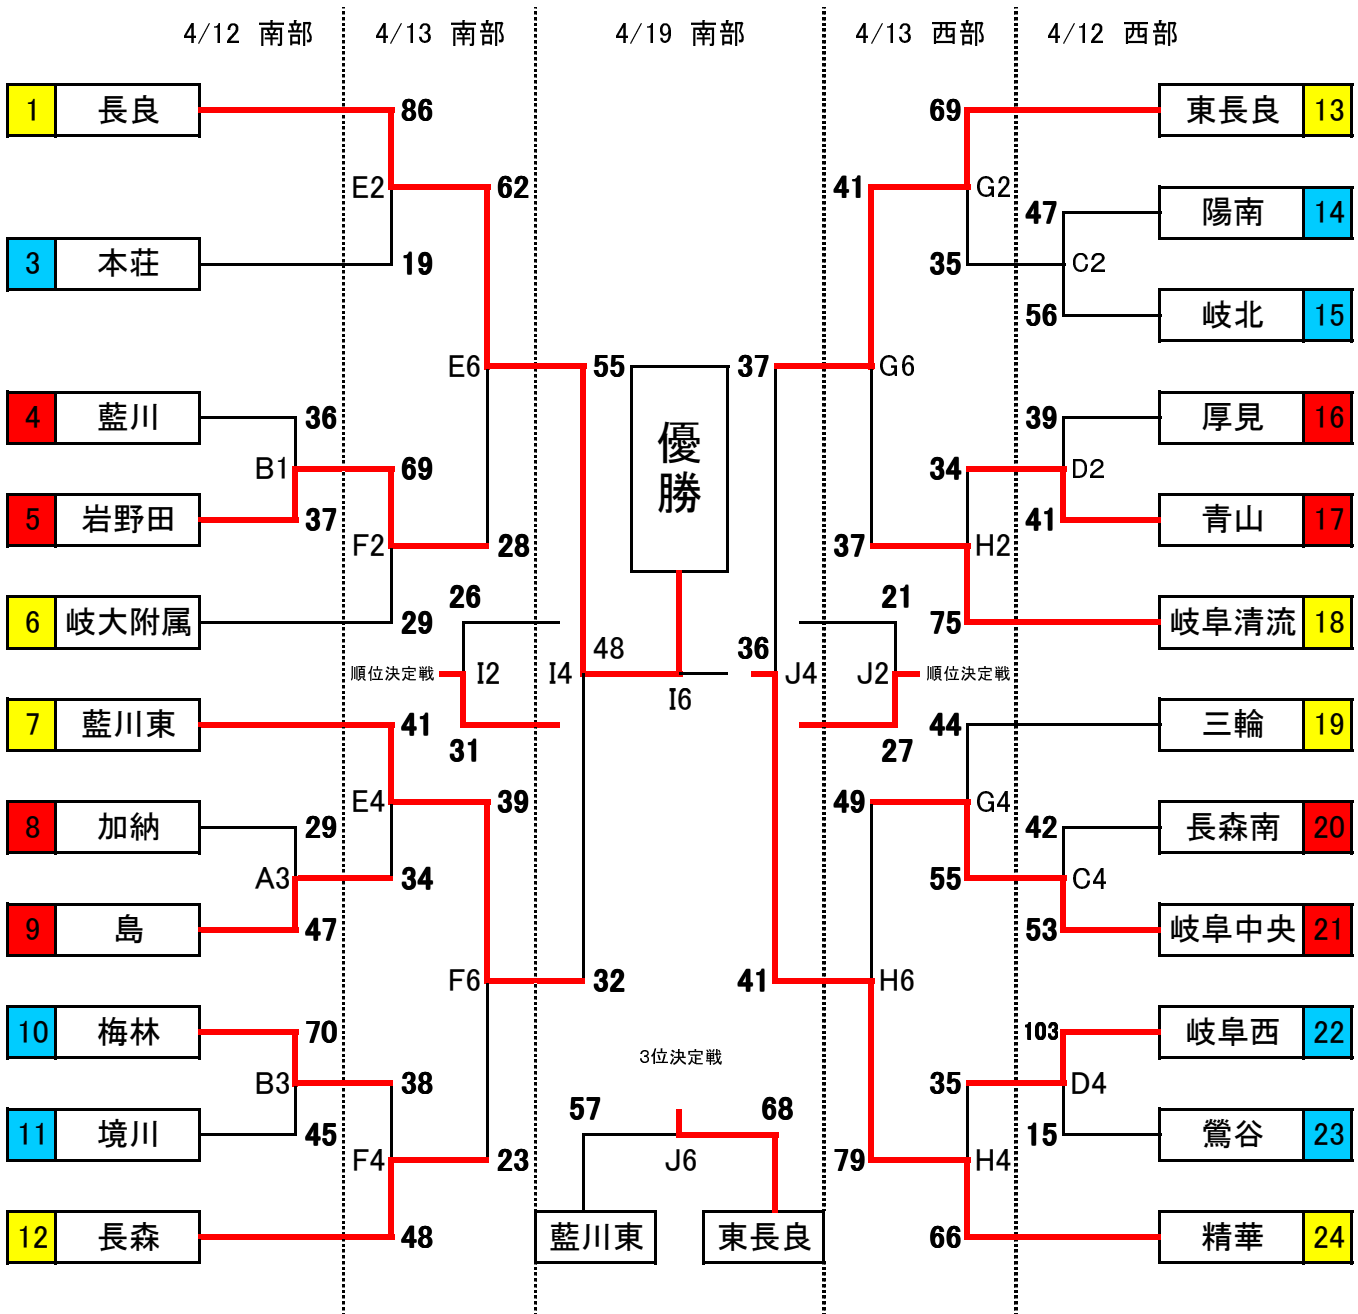 4/12 南部 4/13 南部 4/19 南部 4/13 西部 4/12 西部
1 長良 86 69 東長良 13
E2 62 41 G2
47 陽南 14
3 本荘 19 35 C2
56 岐北 15
E6 55 37 G6
4 藍川 36 39 厚見 16
優勝
B1 69 34 D2
5 岩野田 37 41 青山 17
F2 28 37 H2
26 21
6 岐大附属 29 75 岐阜清流 18
48 36
順位決定戦 I2 I4 J4 J2 順位決定戦
I6
7 藍川東 41 44 三輪 19
31 27
E4 39 49 G4
8 加納 29 42 長森南 20
A3 34 55 C4
9 島 47 53 岐阜中央 21
F6 32 41 H6
10 梅林 70 103 岐阜西 22
3位決定戦
B3 38 35 D4
57 68
11 境川 45 15 鶯谷 23
F4 23 J6 79 H4
12 長森 48 藍川東 東長良 66 精華 24